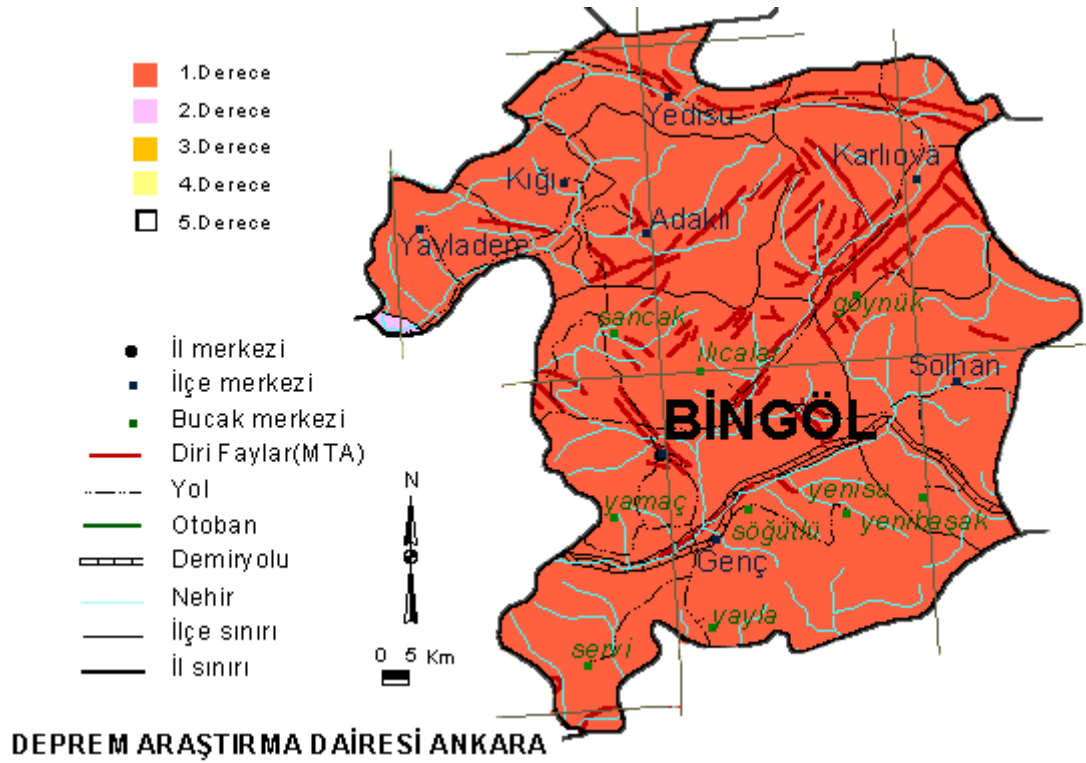 1.Derece
2.Derece
3.Derece
4.Derece
5.Derece
İl merkezi
İlçe merkezi
Bucak merkezi
Diri Faylar(MTA)
Yol
Otoban
Demiryolu
Nehir
İlçe sınırı
İl sınırı
N
0 5 Km
Yedisu
Karlıova
Kığı
Adaklı
Yayladere
göynük
sancak
ılıcalar
Solhan
BİNGÖL
yenisu
yamaç
söğütlü
yenibaşak
Genç
yayla
servi
DEPREM ARAŞTIRMA DAİRESİ ANKARA